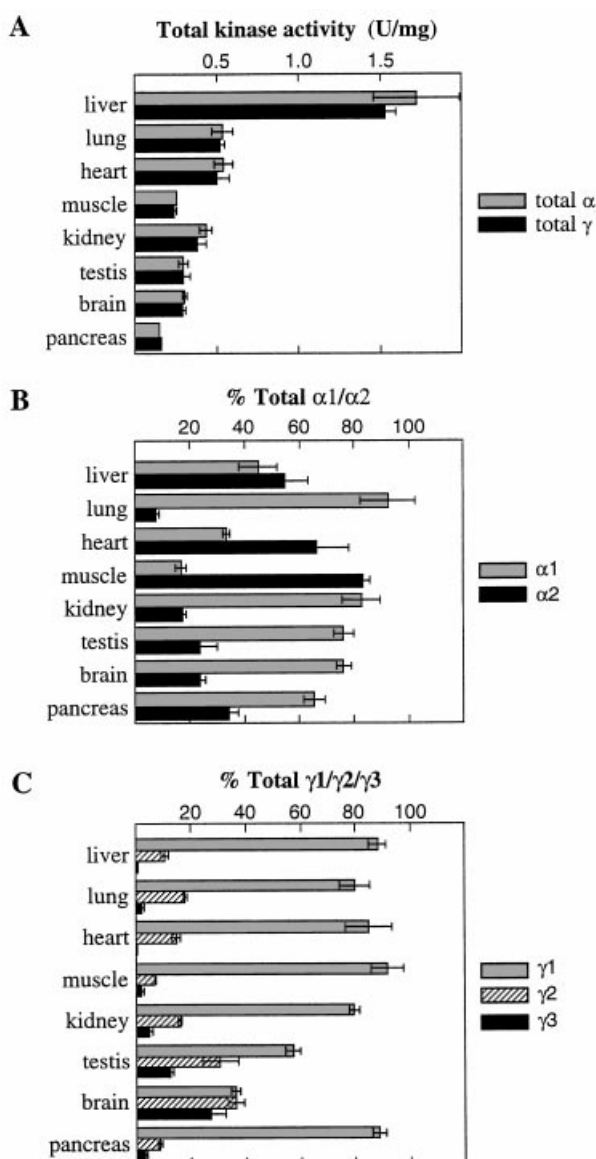 A
Total kinase activity (U/mg)
0.5 1.0 1.5
liver
lung
heart
muscle
kidney
testis
brain
pancreas
total α
total γ
B
% Total α1/α2
0 20 40 60 80 100
liver
lung
heart
muscle
kidney
testis
brain
pancreas
α1
α2
C
% Total γ1/γ2/γ3
0 20 40 60 80 100
liver
lung
heart
muscle
kidney
testis
brain
pancreas
γ1
γ2
γ3